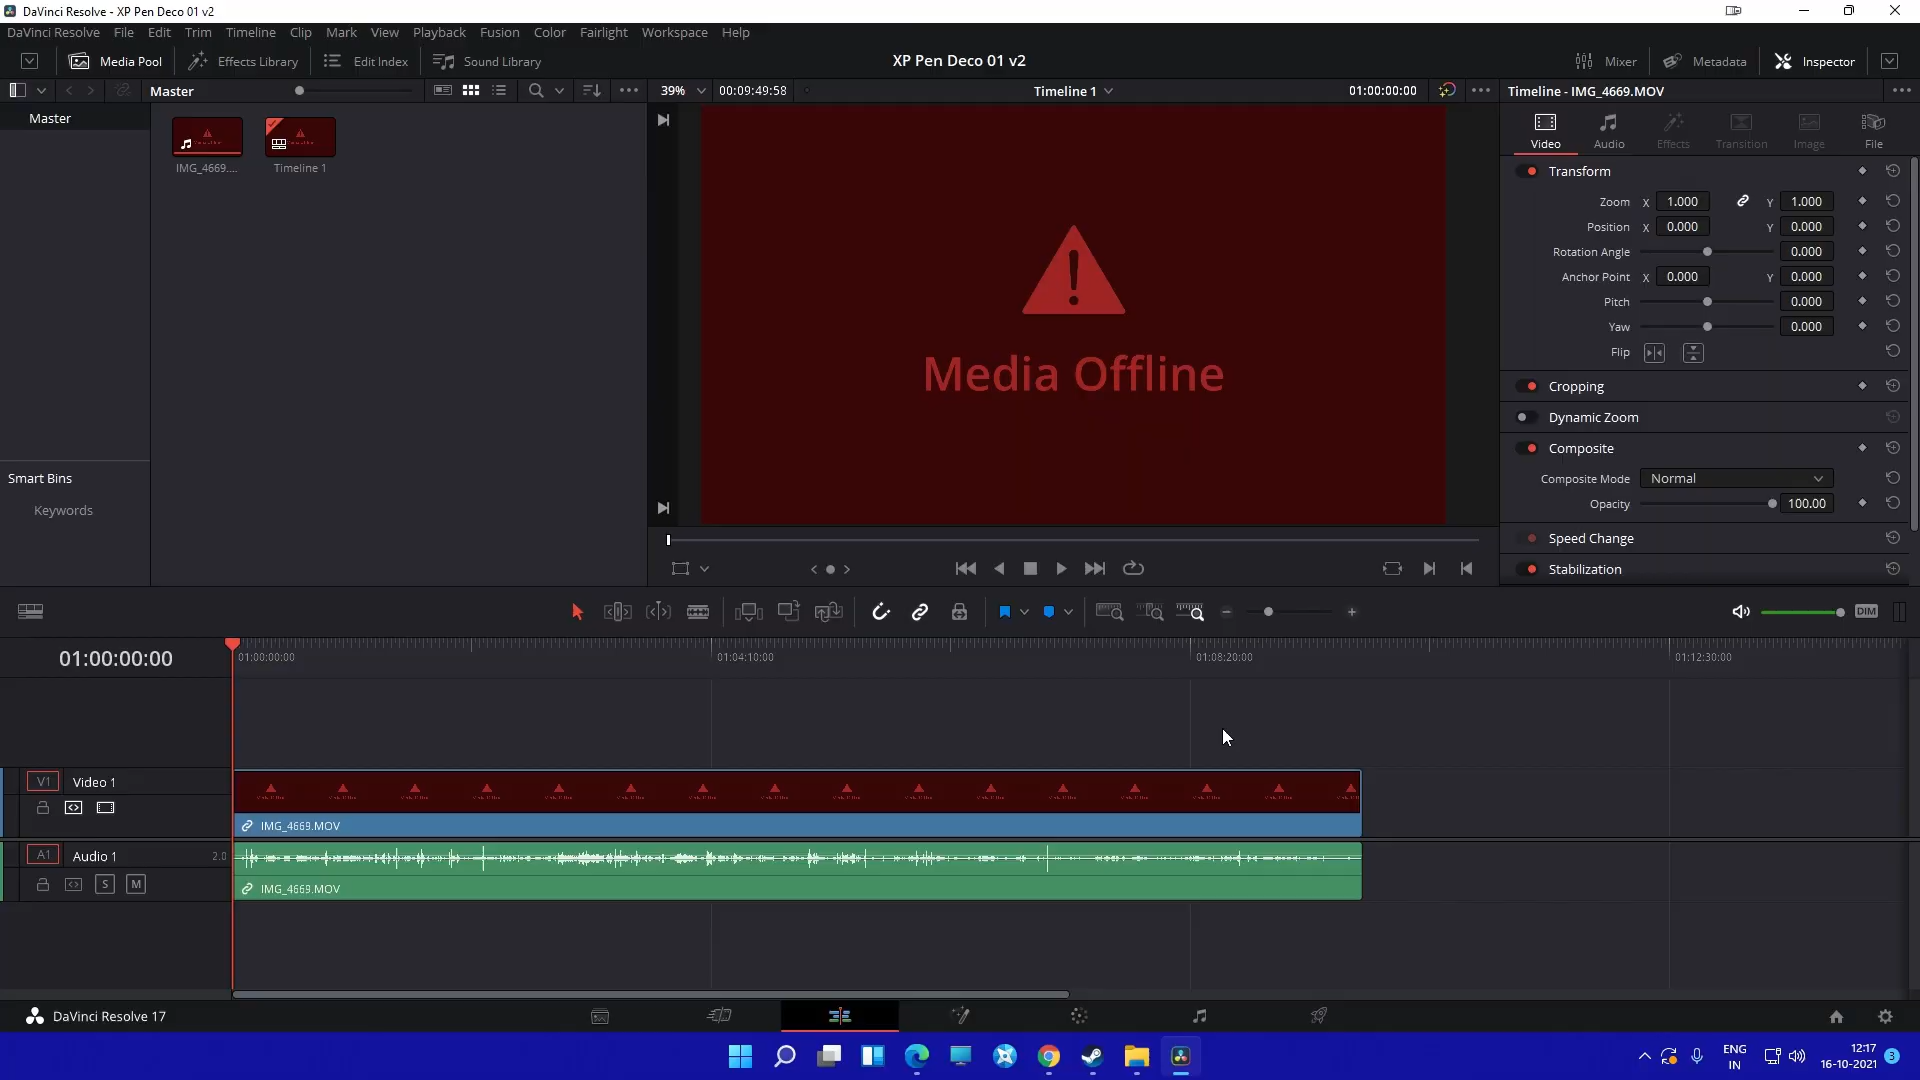 DaVinci Resolve - XP Pen Deco 01 v2
DaVinci Resolve File Edit Trim Timeline Clip Mark View Playback Fusion Color Fairlight Workspace Help
Media Pool Effects Library Edit Index Sound Library XP Pen Deco 01 v2 Mixer Metadata Inspector
Master 39% 00:09:49:58 Timeline 1 01:00:00:00 Timeline - IMG_4669.MOV
Master
IMG_4669.... Timeline 1
Video Audio Effects Transition Image File
Transform
Zoom X 1.000 Y 1.000
Position X 0.000 Y 0.000
Rotation Angle 0.000
Anchor Point X 0.000 Y 0.000
Pitch 0.000
Yaw 0.000
Flip
Media Offline
Cropping
Dynamic Zoom
Composite
Composite Mode Normal
Opacity 100.00
Speed Change
Stabilization
Smart Bins
Keywords
DIM
01:00:00:00
01:00:00:00 01:04:10:00 01:08:20:00 01:12:30:00
V1 Video 1
IMG_4669.MOV
A1 Audio 1 2.0
S M
IMG_4669.MOV
DaVinci Resolve 17
ENG
IN
12:17
16-10-2021
3